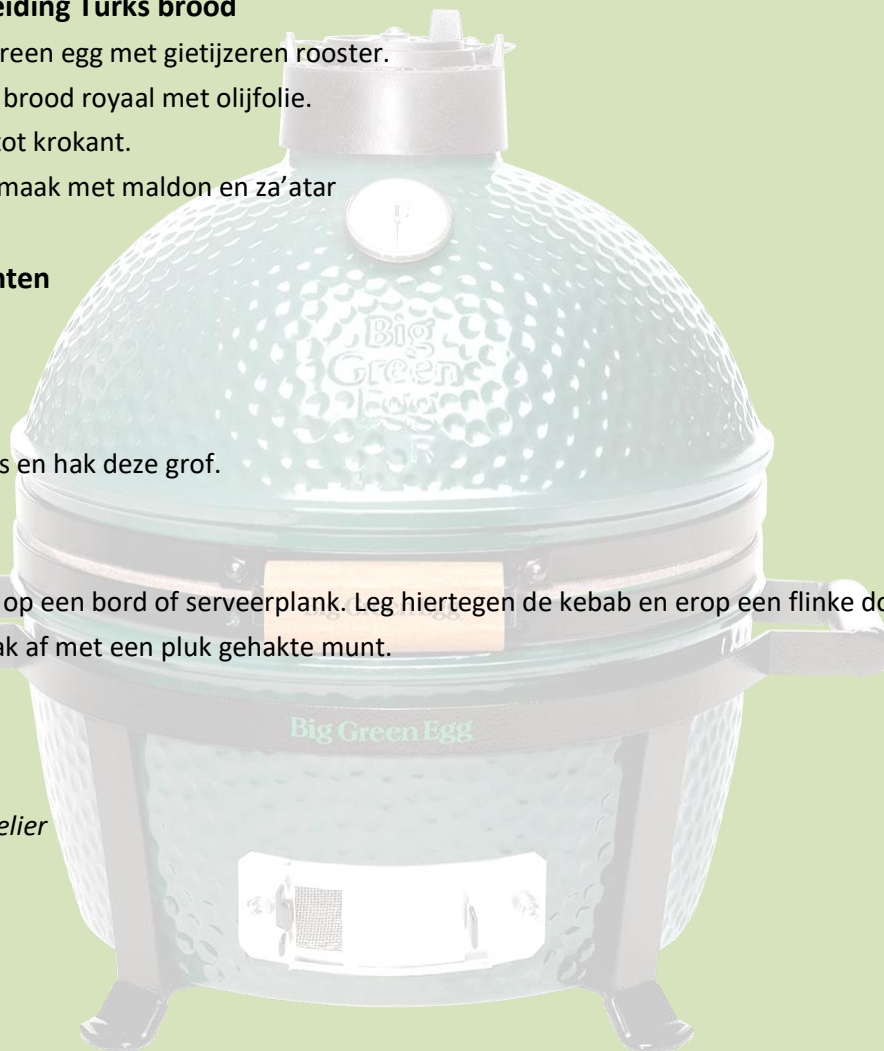 eiding Turks brood
reen egg met gietijzeren rooster.
brood royaal met olijfolie.
tot krokant.
maak met maldon en za’atar
nten
Big
Green
Egg
s en hak deze grof.
op een bord of serveerplank. Leg hiertegen de kebab en erop een flinke do
ak af met een pluk gehakte munt.
Big Green Egg
elier